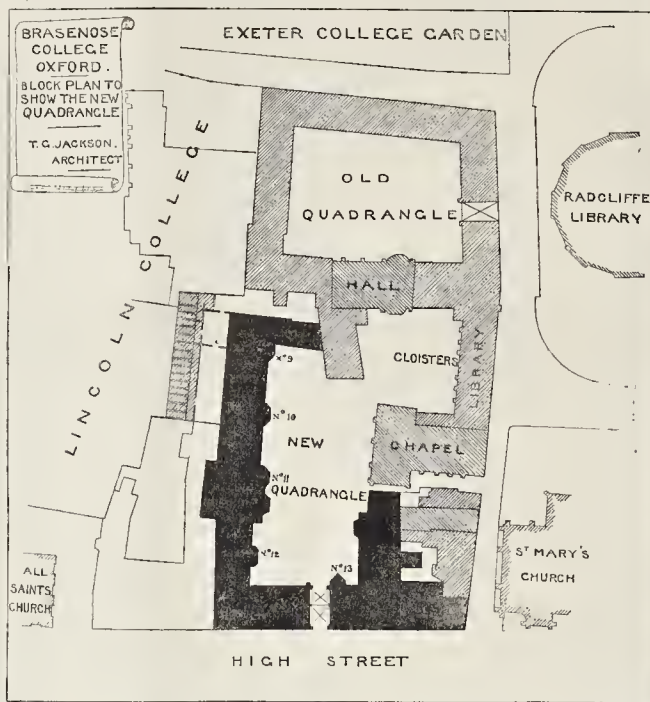 BRASENOSE
COLLEGE
OXFORD.
BLOCK PLAN TO
SHOW THE NEW
QUADRANGLE
T. G. JACKSON.
ARCHITECT
EXETER COLLEGE GARDEN
LINCOLN COLLEGE
OLD
QUADRANGLE
RADCLIFFE
LIBRARY
HALL
CLOISTERS
LIBRARY
CHAPEL
Nº 9
Nº 10
NEW
Nº 11
QUADRANGLE
Nº 12
Nº 13
ALL
SAINTS
CHURCH
ST MARY'S
CHURCH
HIGH STREET